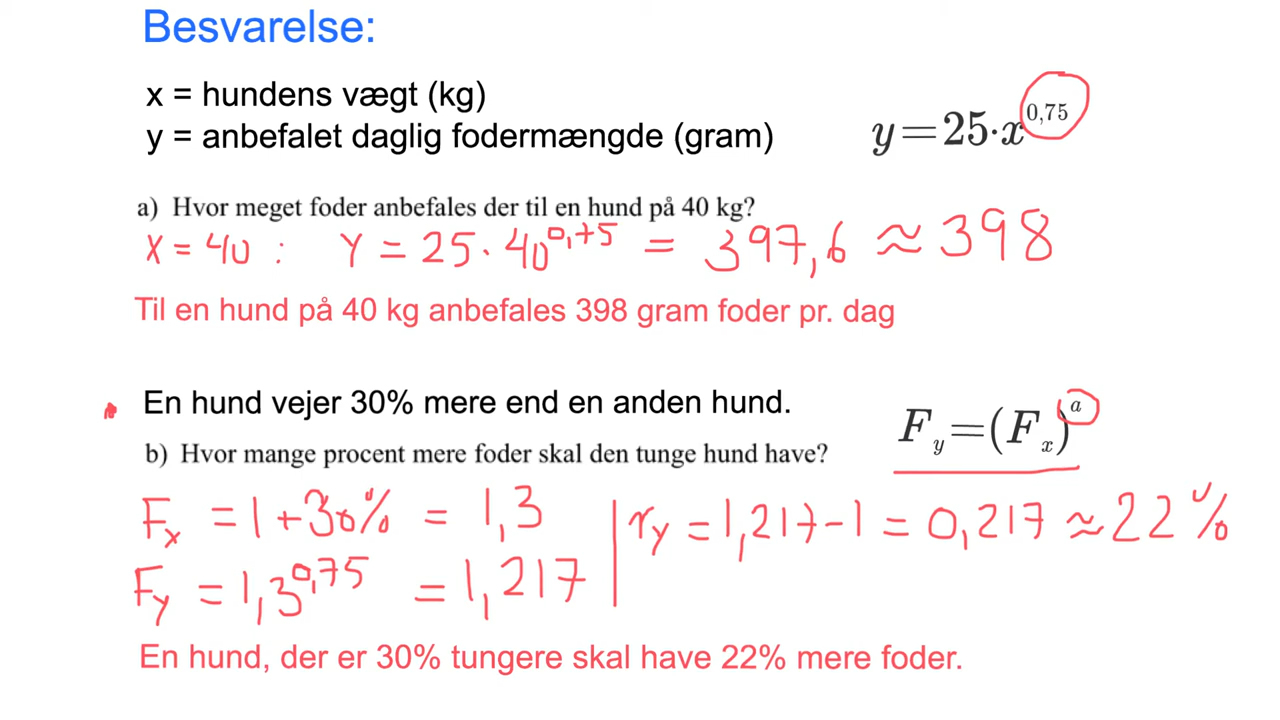 Besvarelse:
x = hundens vægt (kg)
y = anbefalet daglig fodermængde (gram)
y=25·x^0,75
a) Hvor meget foder anbefales der til en hund på 40 kg?
x = 40 : y = 25 · 40^0,75 = 397,6 ≈ 398
Til en hund på 40 kg anbefales 398 gram foder pr. dag
En hund vejer 30% mere end en anden hund.
F_y=(F_x)^a
b) Hvor mange procent mere foder skal den tunge hund have?
F_x = 1 + 30% = 1,3
F_y = 1,3^0,75 = 1,217
r_y = 1,217 - 1 = 0,217 ≈ 22%
En hund, der er 30% tungere skal have 22% mere foder.